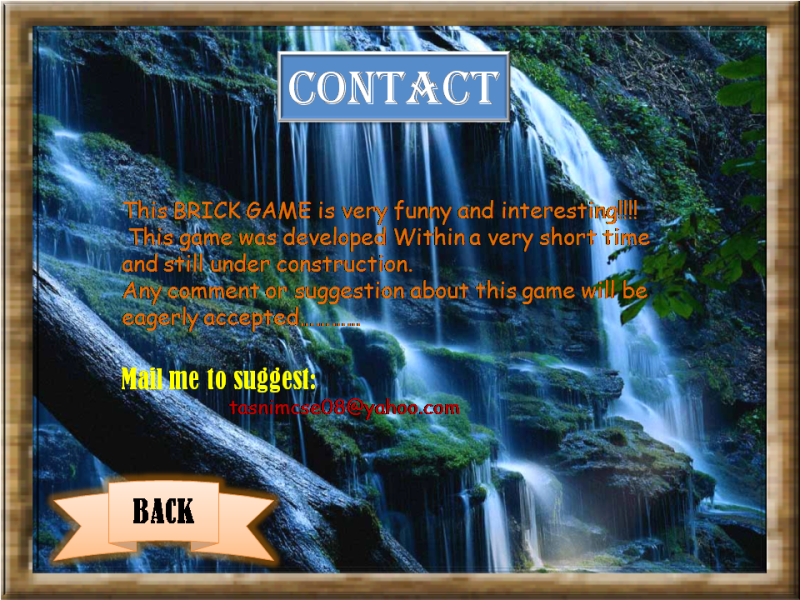 CONTACT
This BRICK GAME is very funny and interesting!!!!
This game was developed Within a very short time
and still under construction.
Any comment or suggestion about this game will be
eagerly accepted............
Mail me to suggest:
tasnimcse08@yahoo.com
BACK